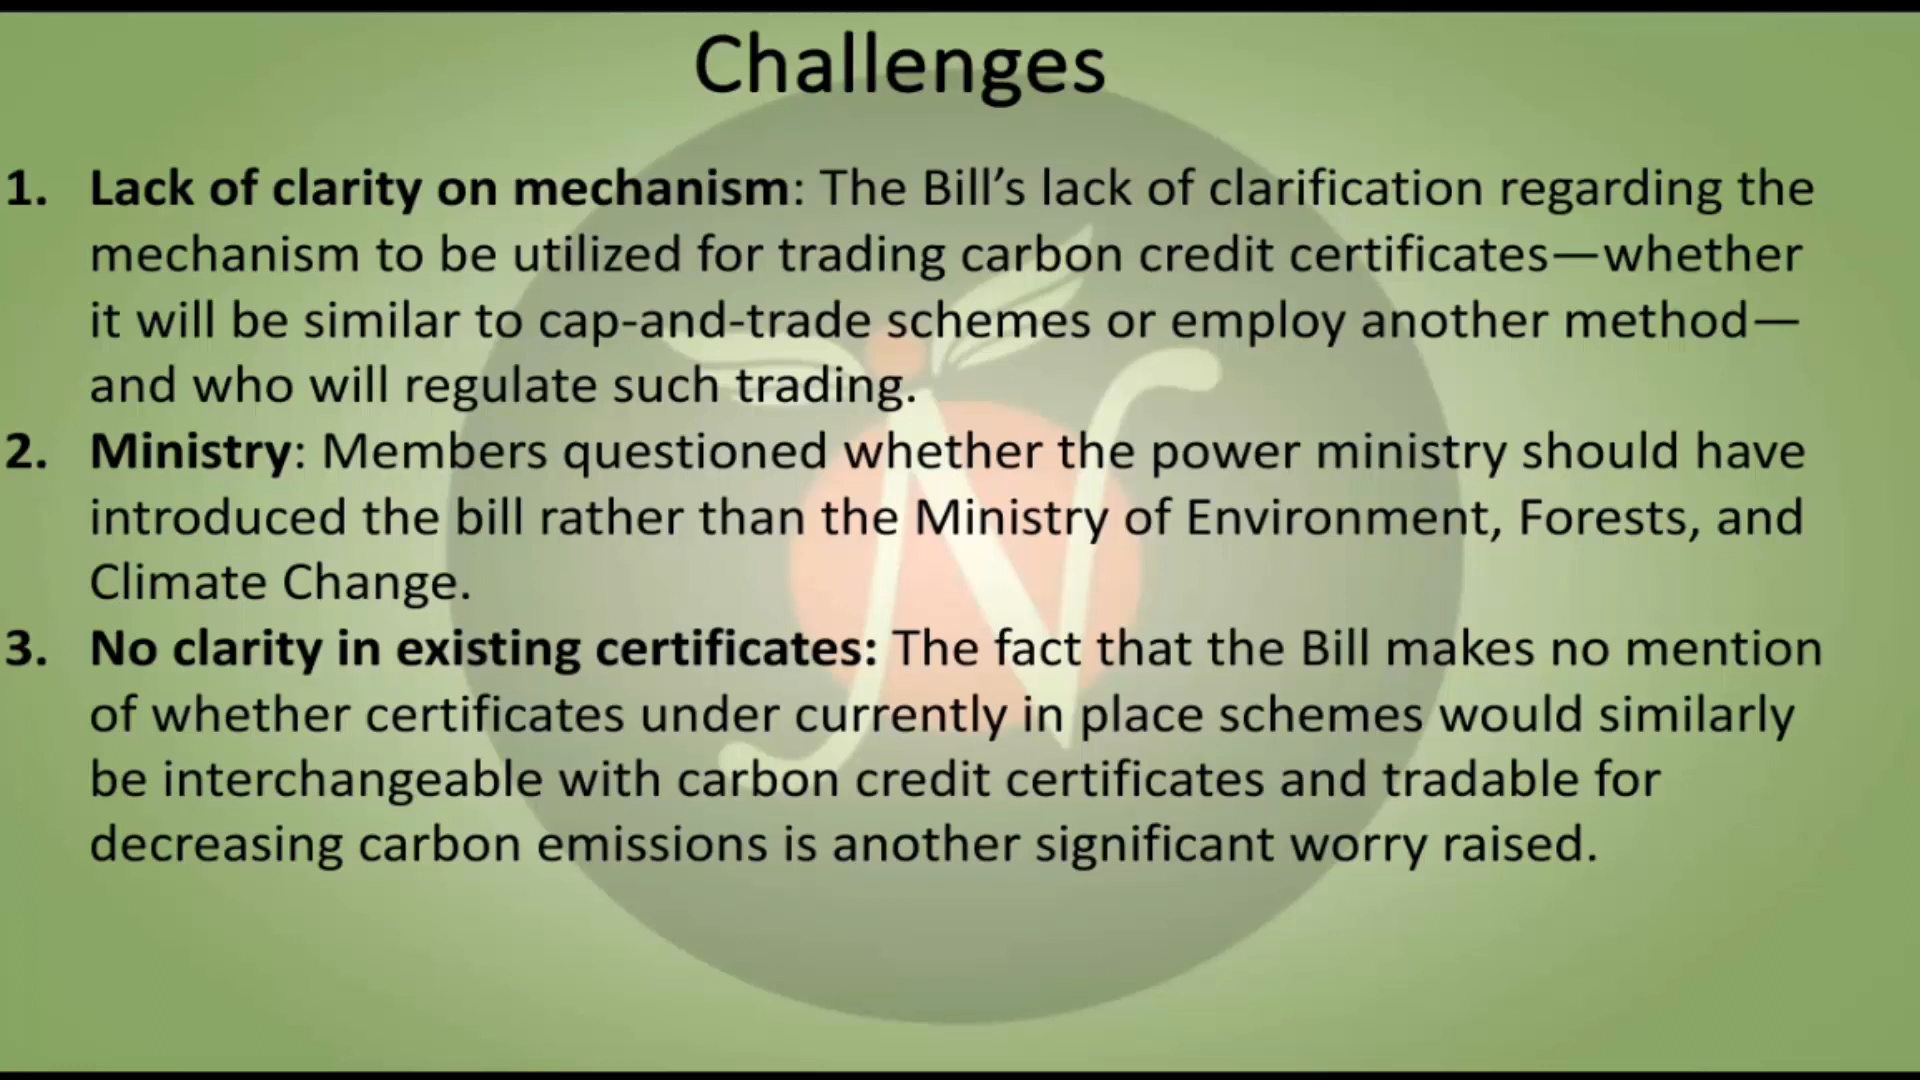 Challenges
1. Lack of clarity on mechanism: The Bill’s lack of clarification regarding the
mechanism to be utilized for trading carbon credit certificates—whether
it will be similar to cap-and-trade schemes or employ another method—
and who will regulate such trading.
2. Ministry: Members questioned whether the power ministry should have
introduced the bill rather than the Ministry of Environment, Forests, and
Climate Change.
3. No clarity in existing certificates: The fact that the Bill makes no mention
of whether certificates under currently in place schemes would similarly
be interchangeable with carbon credit certificates and tradable for
decreasing carbon emissions is another significant worry raised.